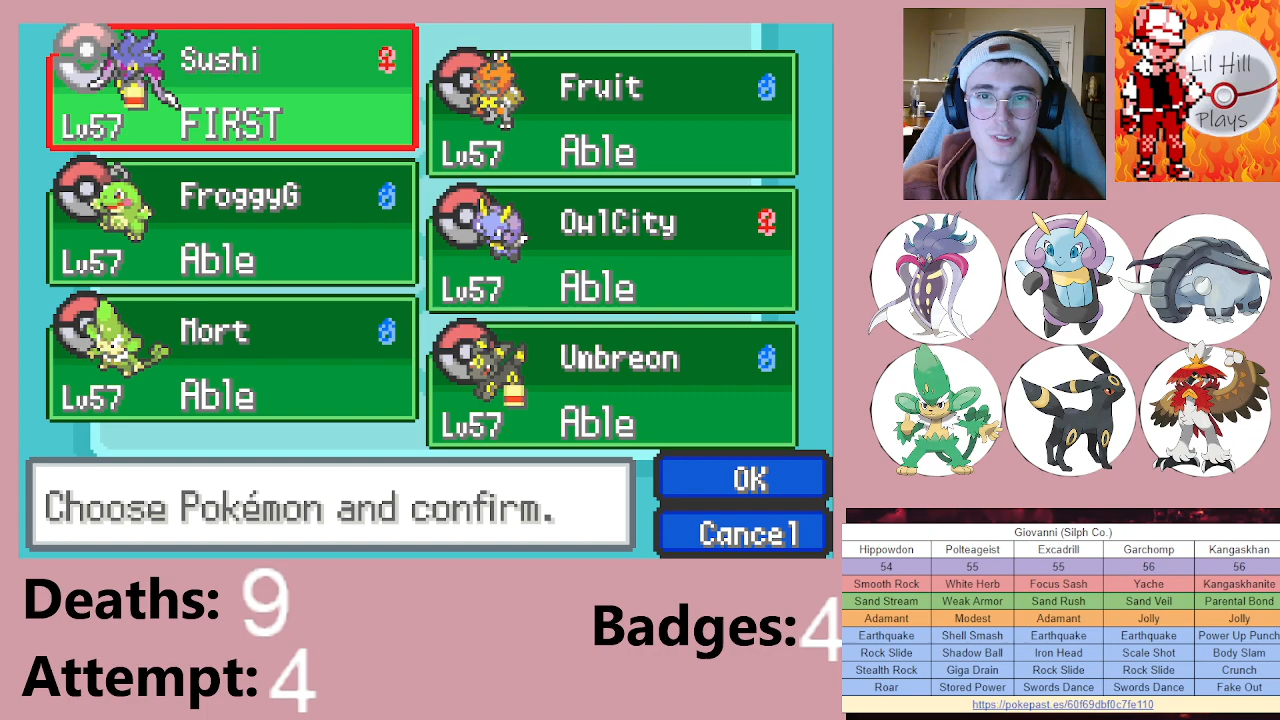 Sushi ♀
Lv57 FIRST
Fruit
Lv57 Able
FroggyG
Lv57 Able
OwlCity ♀
Lv57 Able
Mort
Lv57 Able
Umbreon
Lv57 Able
Choose Pokémon and confirm.
OK
Cancel
Deaths: 9
Attempt: 4
Badges: 4
Lil Hill
Plays
Giovanni (Silph Co.)
Hippowdon Polteageist Excadrill Garchomp Kangaskhan
54 55 55 56 56
Smooth Rock White Herb Focus Sash Yache Kangaskhanite
Sand Stream Weak Armor Sand Rush Sand Veil Parental Bond
Adamant Modest Adamant Jolly Jolly
Earthquake Shell Smash Earthquake Earthquake Power Up Punch
Rock Slide Shadow Ball Iron Head Scale Shot Body Slam
Stealth Rock Giga Drain Rock Slide Rock Slide Crunch
Roar Stored Power Swords Dance Swords Dance Fake Out
https://pokepast.es/60f69dbf0c7fe110